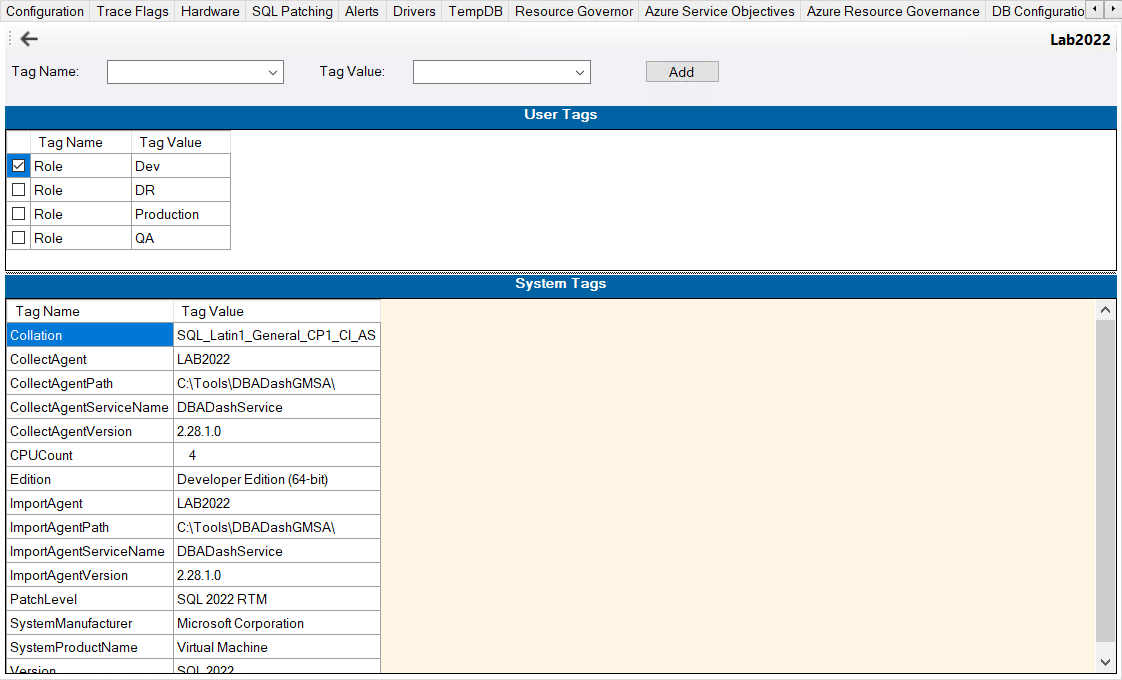 Configuration Trace Flags Hardware SQL Patching Alerts Drivers TempDB Resource Governor Azure Service Objectives Azure Resource Governance DB Configuratio
Lab2022
Tag Name: Tag Value: Add
User Tags
Tag Name Tag Value
Role Dev
Role DR
Role Production
Role QA
System Tags
Tag Name Tag Value
Collation SQL_Latin1_General_CP1_CI_AS
CollectAgent LAB2022
CollectAgentPath C:\Tools\DBADashGMSA\
CollectAgentServiceName DBADashService
CollectAgentVersion 2.28.1.0
CPUCount 4
Edition Developer Edition (64-bit)
ImportAgent LAB2022
ImportAgentPath C:\Tools\DBADashGMSA\
ImportAgentServiceName DBADashService
ImportAgentVersion 2.28.1.0
PatchLevel SQL 2022 RTM
SystemManufacturer Microsoft Corporation
SystemProductName Virtual Machine
Version SQL 2022